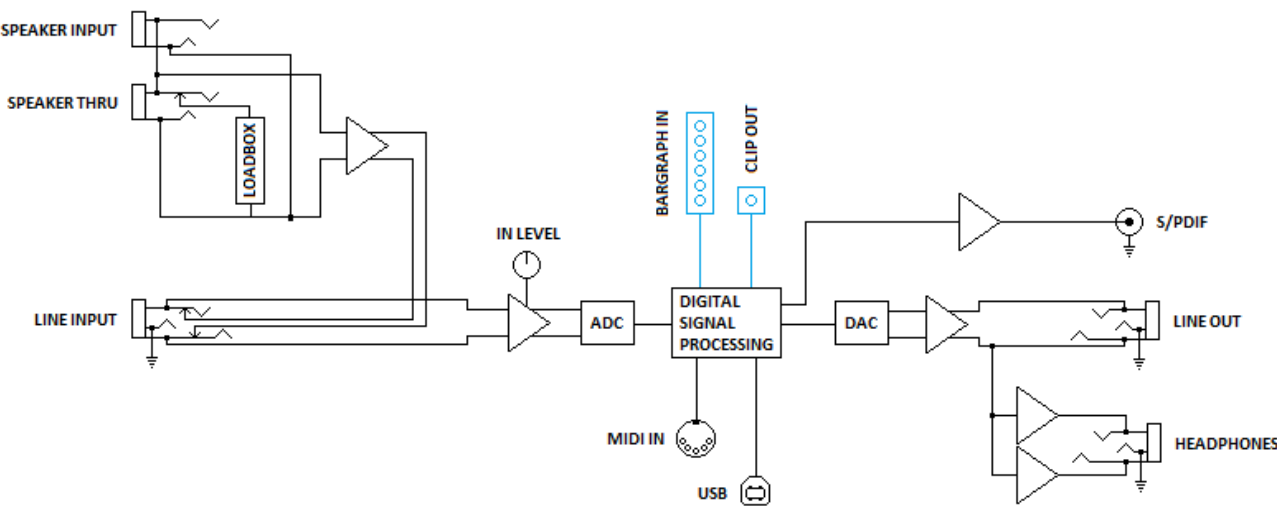 SPEAKER INPUT
SPEAKER THRU
LOADBOX
BARGRAPH IN
CLIP OUT
S/PDIF
IN LEVEL
LINE INPUT
ADC
DIGITAL
SIGNAL
PROCESSING
DAC
LINE OUT
MIDI IN
HEADPHONES
USB